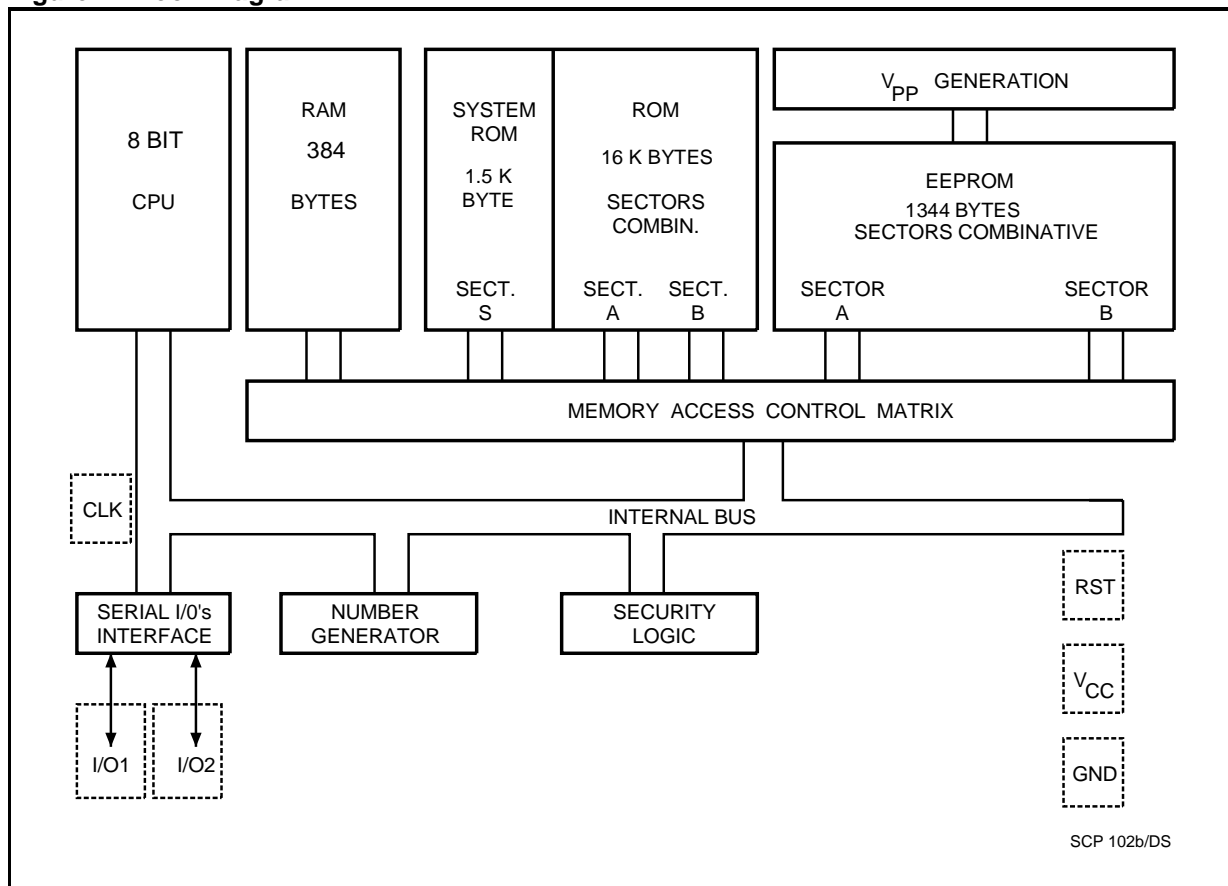 8 BIT
CPU
RAM
384
BYTES
SYSTEM
ROM
1.5 K
BYTE
SECT.
S
ROM
16 K BYTES
SECTORS
COMBIN.
SECT.
A
SECT.
B
VPP GENERATION
EEPROM
1344 BYTES
SECTORS COMBINATIVE
SECTOR
A
SECTOR
B
MEMORY ACCESS CONTROL MATRIX
CLK
INTERNAL BUS
SERIAL I/0's
INTERFACE
NUMBER
GENERATOR
SECURITY
LOGIC
RST
VCC
GND
I/O1
I/O2
SCP 102b/DS